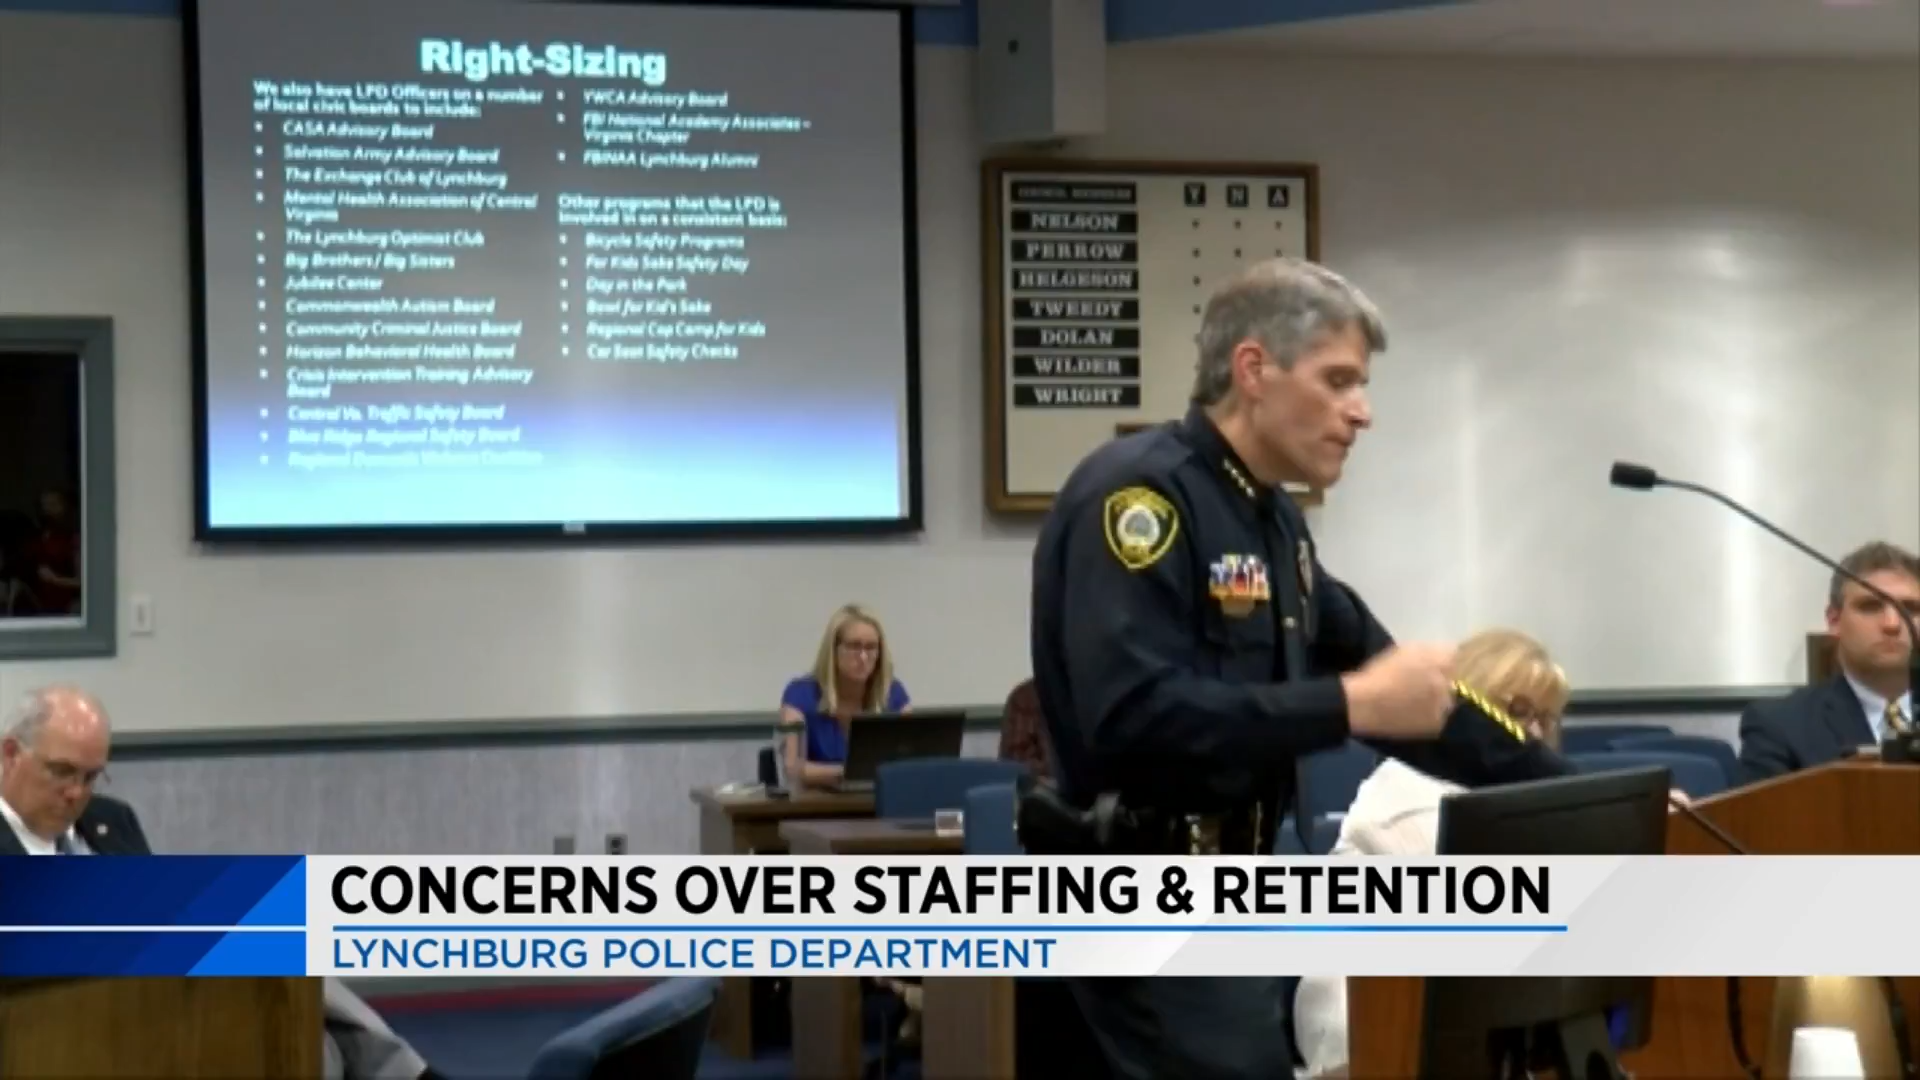 Right-Sizing
We also have LPD Officers on a number
of local civic boards to include:
• CASA Advisory Board
• Salvation Army Advisory Board
• The Exchange Club of Lynchburg
• Mental Health Association of Central
Virginia
• The Lynchburg Optimist Club
• Big Brothers / Big Sisters
• Jubilee Center
• Commonwealth Autism Board
• Community Criminal Justice Board
• Horizon Behavioral Health Board
• Crisis Intervention Training Advisory
Board
• Central Va. Traffic Safety Board
• Blue Ridge Regional Safety Board
• Regional Domestic Violence Coalition
• YWCA Advisory Board
• FBI National Academy Associates –
Virginia Chapter
• FBINAA Lynchburg Alumni
Other programs that the LPD is
involved in on a consistent basis:
• Bicycle Safety Programs
• For Kids Sake Safety Day
• Day in the Park
• Bowl for Kid's Sake
• Regional Cop Camp for Kids
• Car Seat Safety Checks
Y N A
NELSON
PERROW
HELGESON
TWEEDY
DOLAN
WILDER
WRIGHT
CONCERNS OVER STAFFING & RETENTION
LYNCHBURG POLICE DEPARTMENT